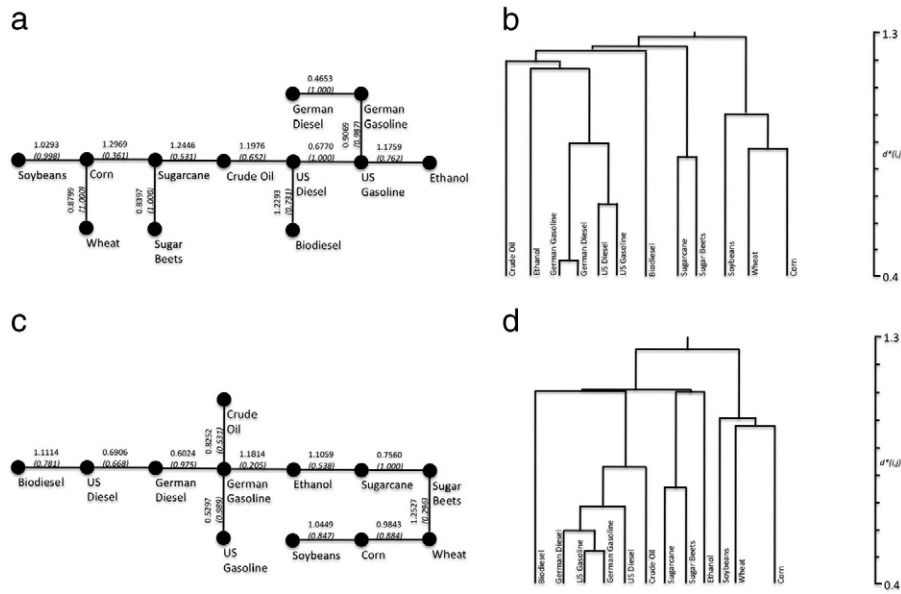 a
0.4653
(1.000)
German
Diesel
German
Gasoline
0.9069
(0.987)
1.0293
(0.998)
1.2969
(0.361)
1.2446
(0.531)
1.1976
(0.652)
0.6770
(1.000)
1.1759
(0.762)
Soybeans
Corn
Sugarcane
Crude Oil
US
Diesel
US
Gasoline
Ethanol
0.8799
(1.000)
0.8397
(1.000)
1.2293
(0.731)
Wheat
Sugar
Beets
Biodiesel
b
1.3
d*(i,j)
0.4
Crude Oil
Ethanol
German Gasoline
German Diesel
US Diesel
US Gasoline
Biodiesel
Sugarcane
Sugar Beets
Soybeans
Wheat
Corn
c
Crude
Oil
0.8252
(0.531)
1.1114
(0.781)
0.6906
(0.668)
0.6024
(0.975)
1.1814
(0.205)
1.1059
(0.538)
0.7560
(1.000)
Biodiesel
US
Diesel
German
Diesel
German
Gasoline
Ethanol
Sugarcane
Sugar
Beets
0.5297
(0.989)
1.2527
(0.296)
1.0449
(0.847)
0.9843
(0.884)
US
Gasoline
Soybeans
Corn
Wheat
d
1.3
d*(i,j)
0.4
Biodiesel
German Diesel
US Gasoline
German Gasoline
US Diesel
Crude Oil
Sugarcane
Sugar Beets
Ethanol
Soybeans
Wheat
Corn